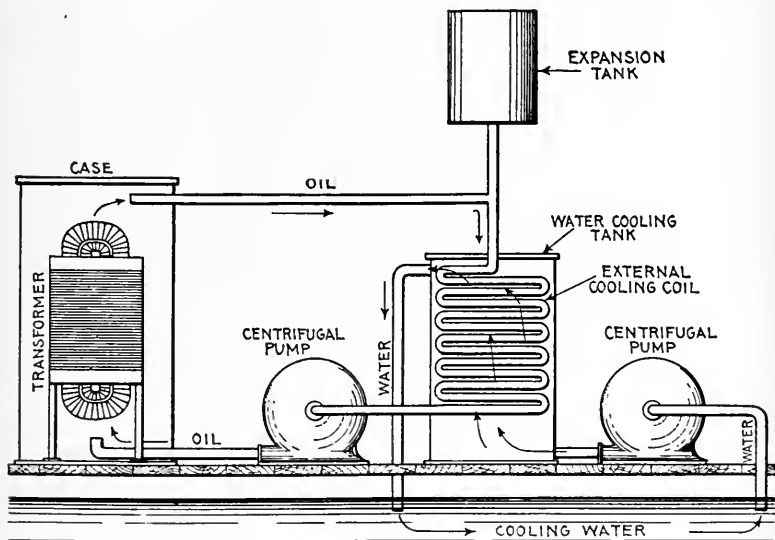 EXPANSION
TANK
CASE
OIL
WATER COOLING
TANK
EXTERNAL
COOLING COIL
TRANSFORMER
CENTRIFUGAL
PUMP
WATER
CENTRIFUGAL
PUMP
OIL
WATER
COOLING WATER